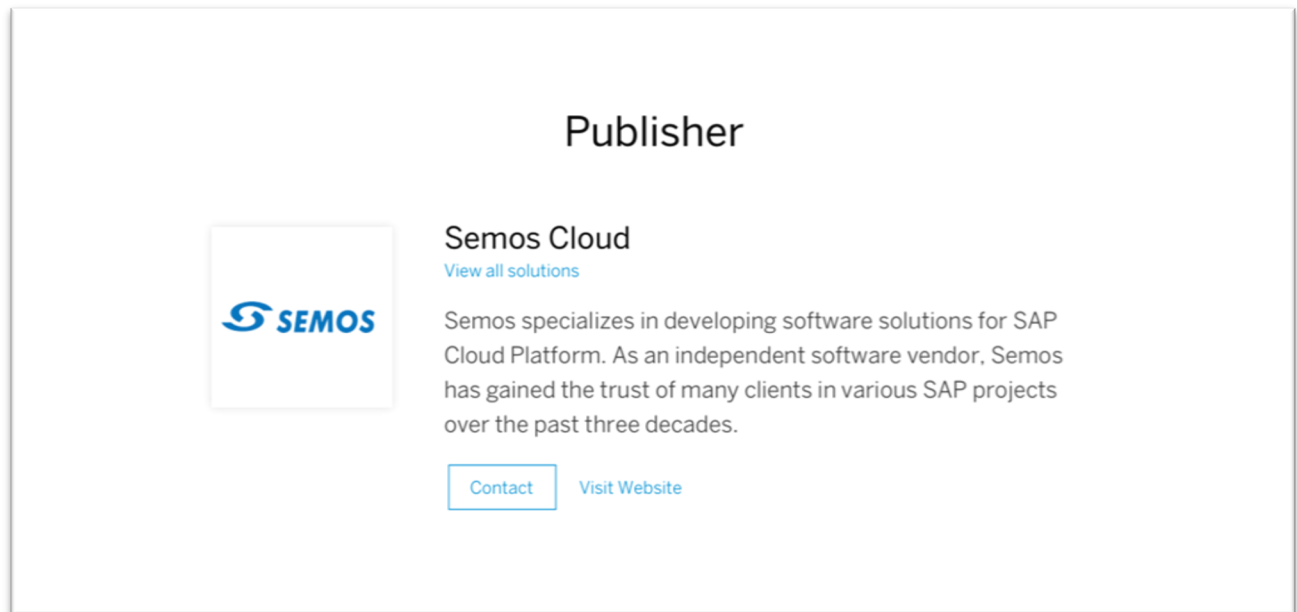 Publisher
Semos Cloud
View all solutions
SEMOS
Semos specializes in developing software solutions for SAP
Cloud Platform. As an independent software vendor, Semos
has gained the trust of many clients in various SAP projects
over the past three decades.
Contact
Visit Website